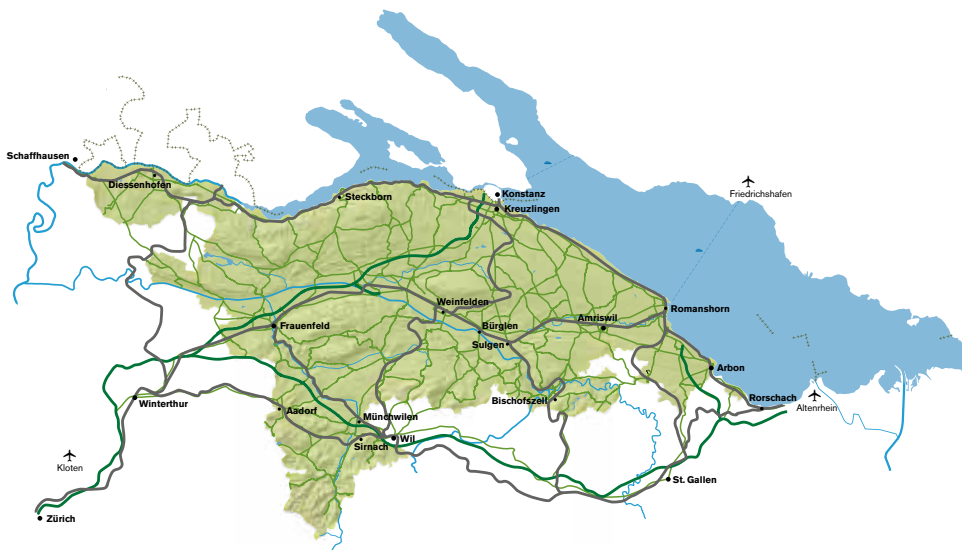 Schaffhausen
Diessenhofen
Steckborn
Konstanz
Kreuzlingen
Friedrichshafen
Weinfelden
Romanshorn
Frauenfeld
Bürglen
Amriswil
Sulgen
Arbon
Winterthur
Aadorf
Münchwilen
Bischofszell
Rorschach
Altenrhein
Wil
Sirnach
Kloten
St. Gallen
Zürich